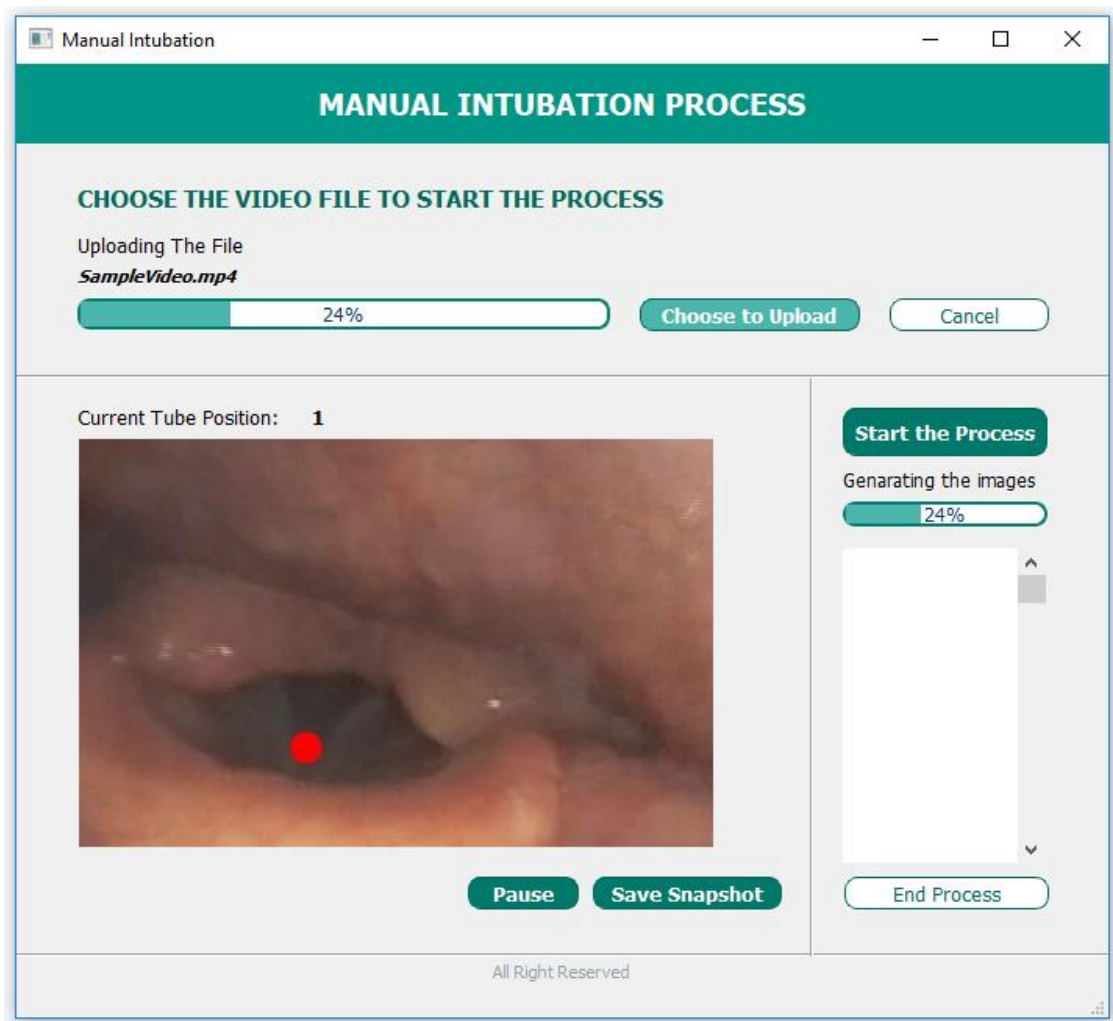 Manual Intubation
MANUAL INTUBATION PROCESS
CHOOSE THE VIDEO FILE TO START THE PROCESS
Uploading The File
SampleVideo.mp4
24%
Choose to Upload
Cancel
Current Tube Position: 1
Start the Process
Genarating the images
24%
Pause
Save Snapshot
End Process
All Right Reserved